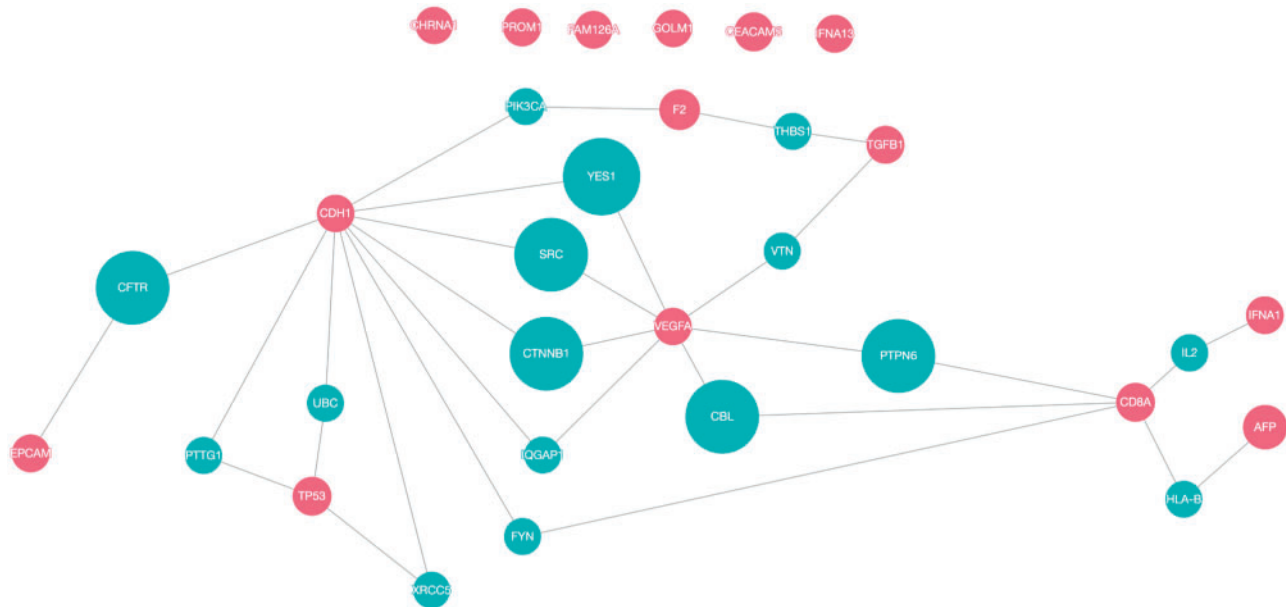 CHRNA1
PROM1
FAM126A
GOLM1
CEACAM5
IFNA13
PIK3CA
F2
THBS1
TGFB1
YES1
CDH1
SRC
VTN
CFTR
VEGFA
IFNA1
CTNNB1
PTPN6
IL2
UBC
CBL
CD8A
AFP
EPCAM
PTTG1
IQGAP1
TP53
HLA-B
FYN
XRCC5